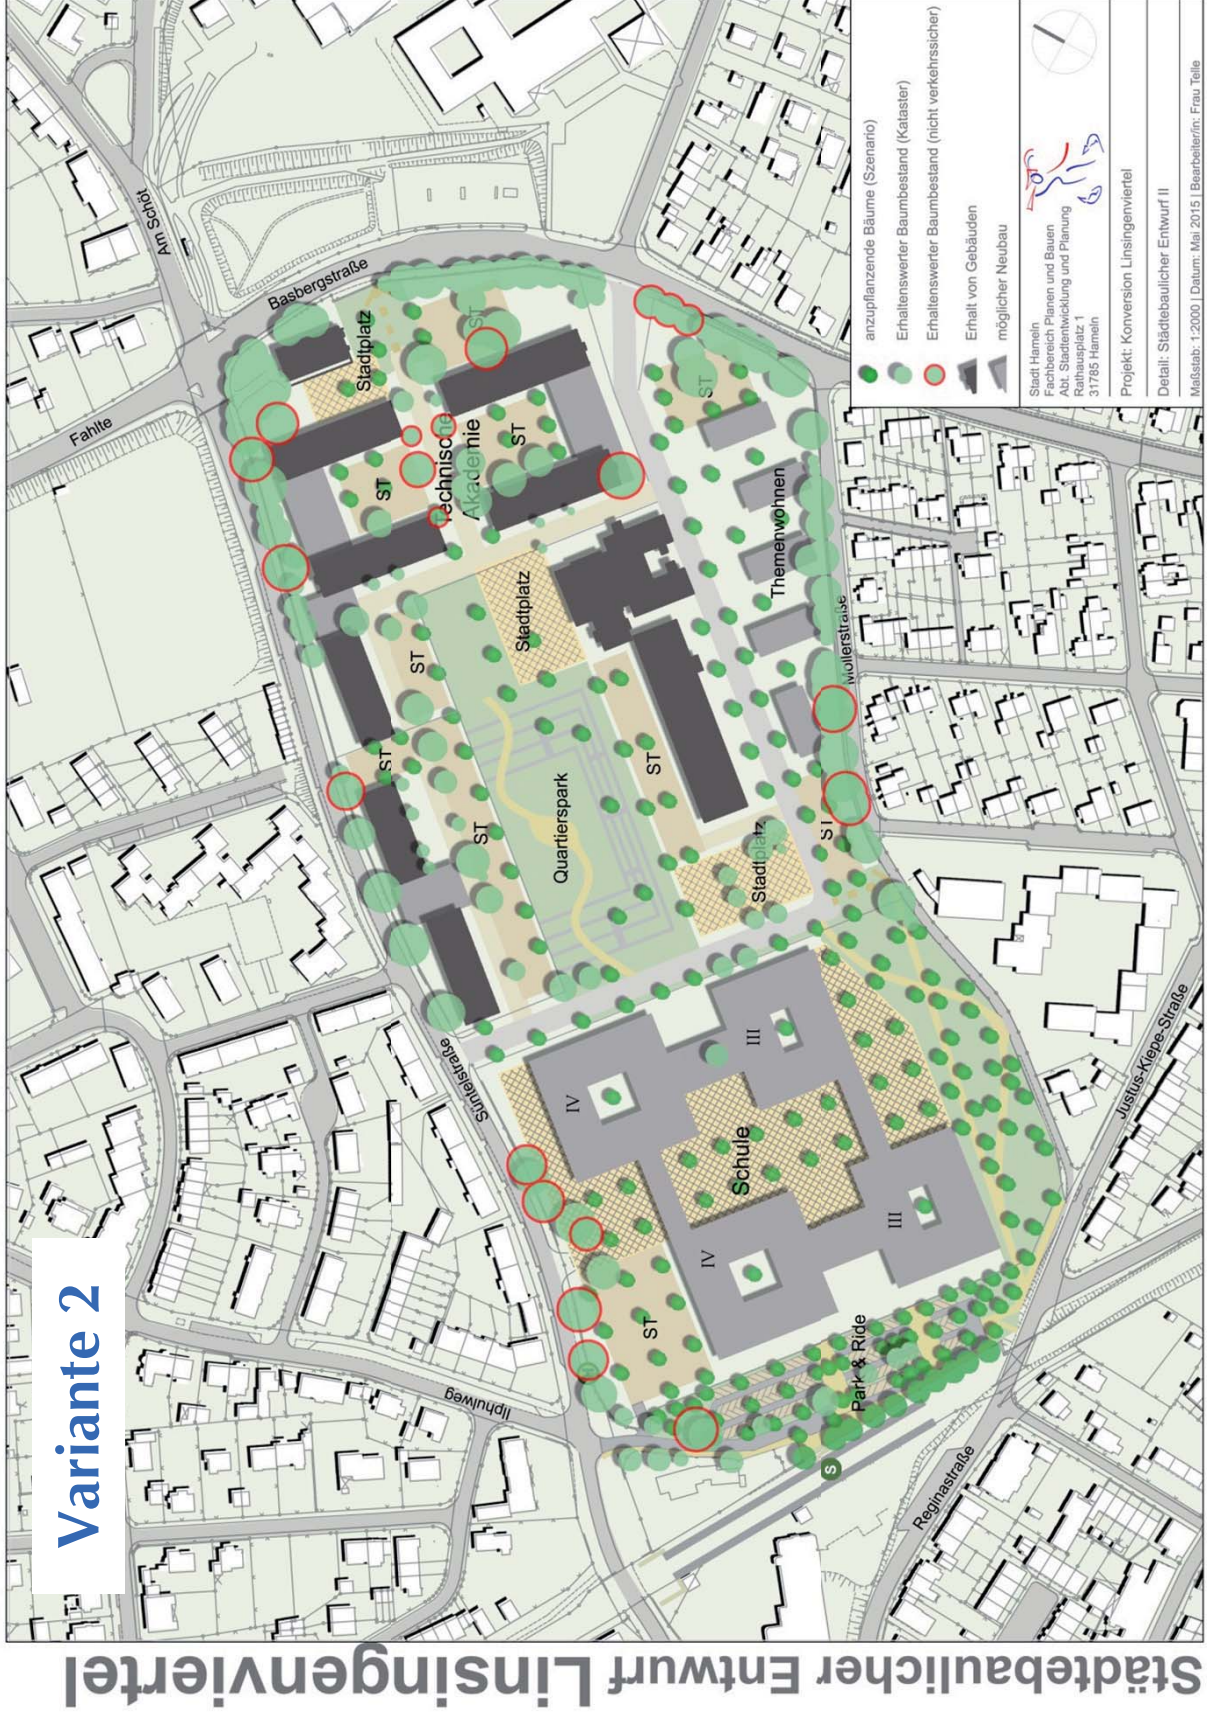 Städtebaulicher Entwurf Linsingenviertel
Variante 2
Am Schöt
Basbergstraße
Fahlte
Stadtplatz
ST
ST
Technische
Akademie
ST
ST
Themenwohnen
Stadtplatz
ST
ST
Quartierspark
ST
ST
Stadtplatz
ST
Süntelstraße
IV
III
Schule
IV
III
ST
Park & Ride
S
Ilphulweg
Reginastraße
Justus-Kiepe-Straße
anzupflanzende Bäume (Szenario)
Erhaltenswerter Baumbestand (Kataster)
Erhaltenswerter Baumbestand (nicht verkehrssicher)
Erhalt von Gebäuden
möglicher Neubau
Stadt Hameln
Fachbereich Planen und Bauen
Abt. Stadtentwicklung und Planung
Rathausplatz 1
31785 Hameln
Projekt: Konversion Linsingenviertel
Detail: Städtebaulicher Entwurf II
Maßstab: 1:2000 | Datum: Mai 2015 | Bearbeiter/in: Frau Telle